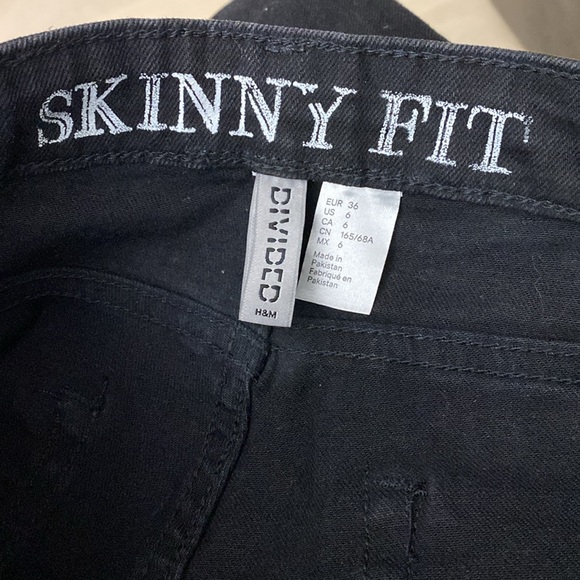 SKINNY FIT
DIVIDED
H&M
EUR 36
US 6
CA 6
CN 165/68A
MX 6
Made in
Pakistan
Fabriqué en
Pakistan